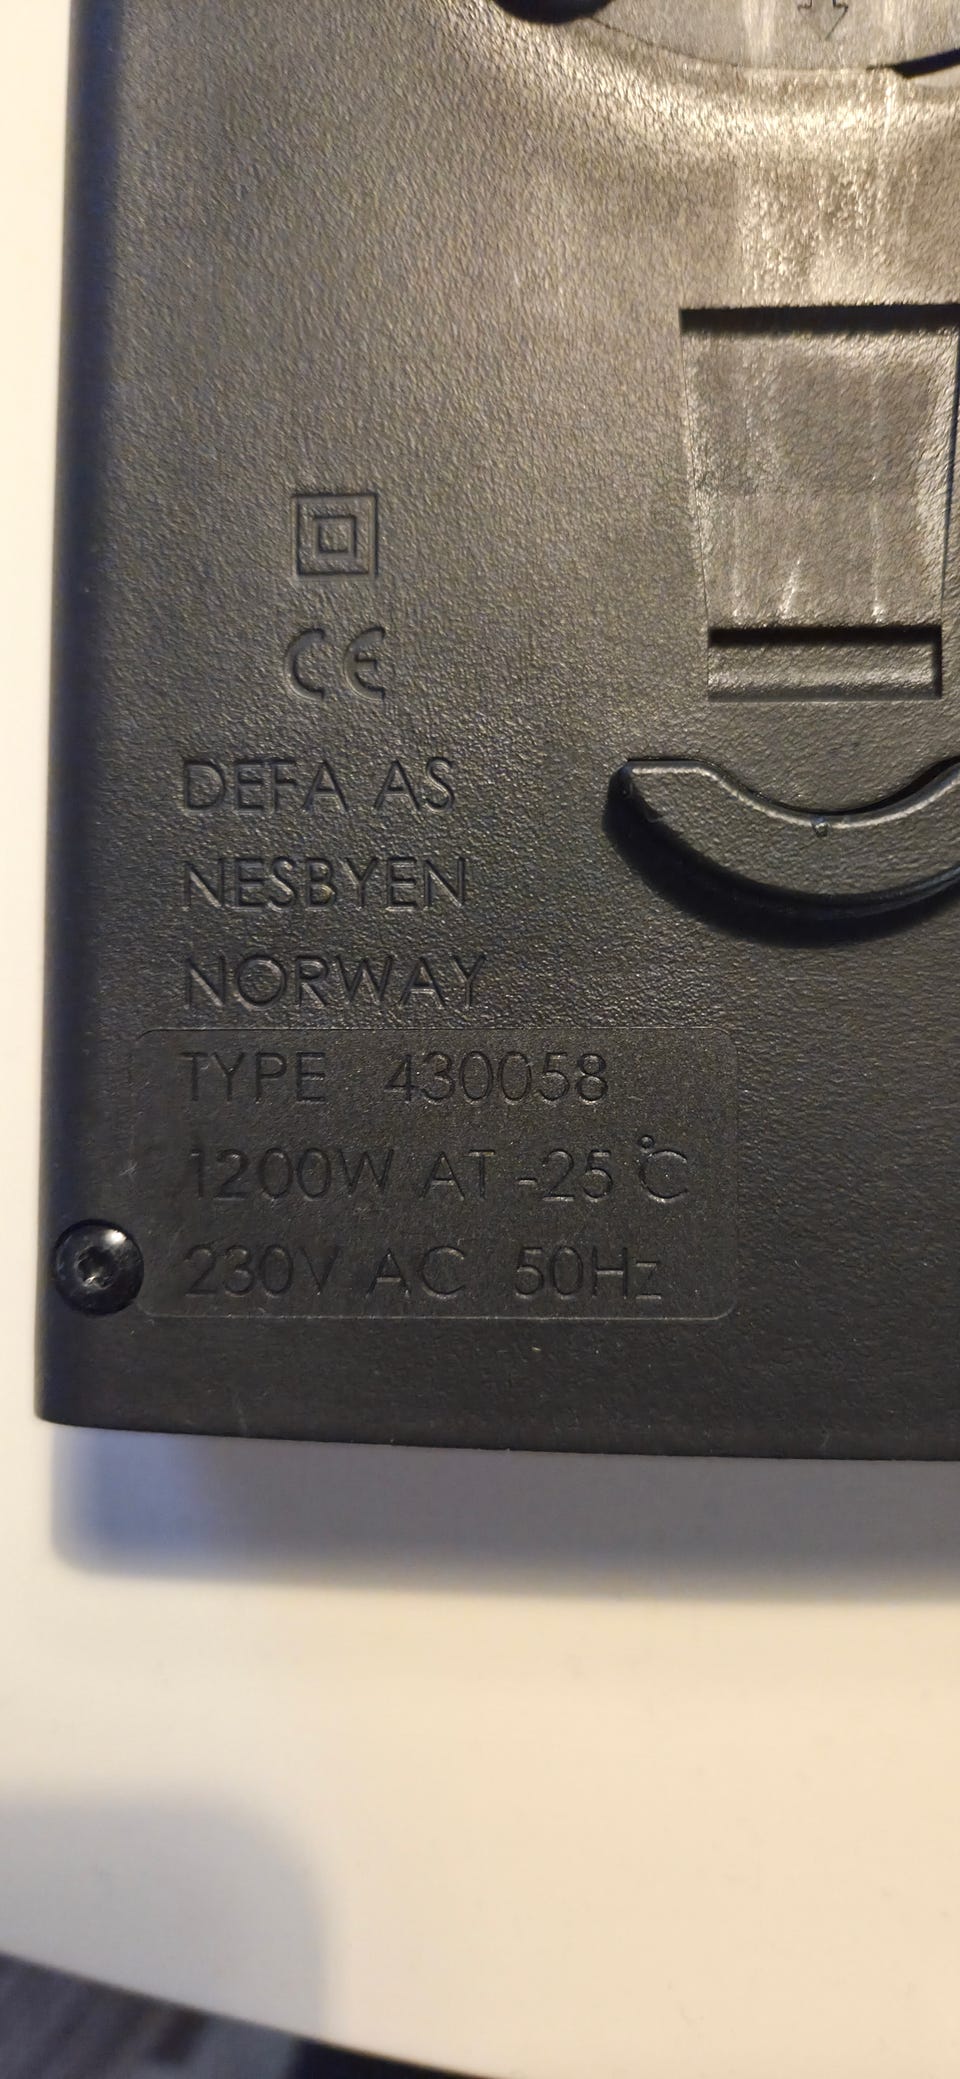 CE
DEFA AS
NESBYEN
NORWAY
TYPE 430058
1200W AT -25°C
230V AC 50Hz